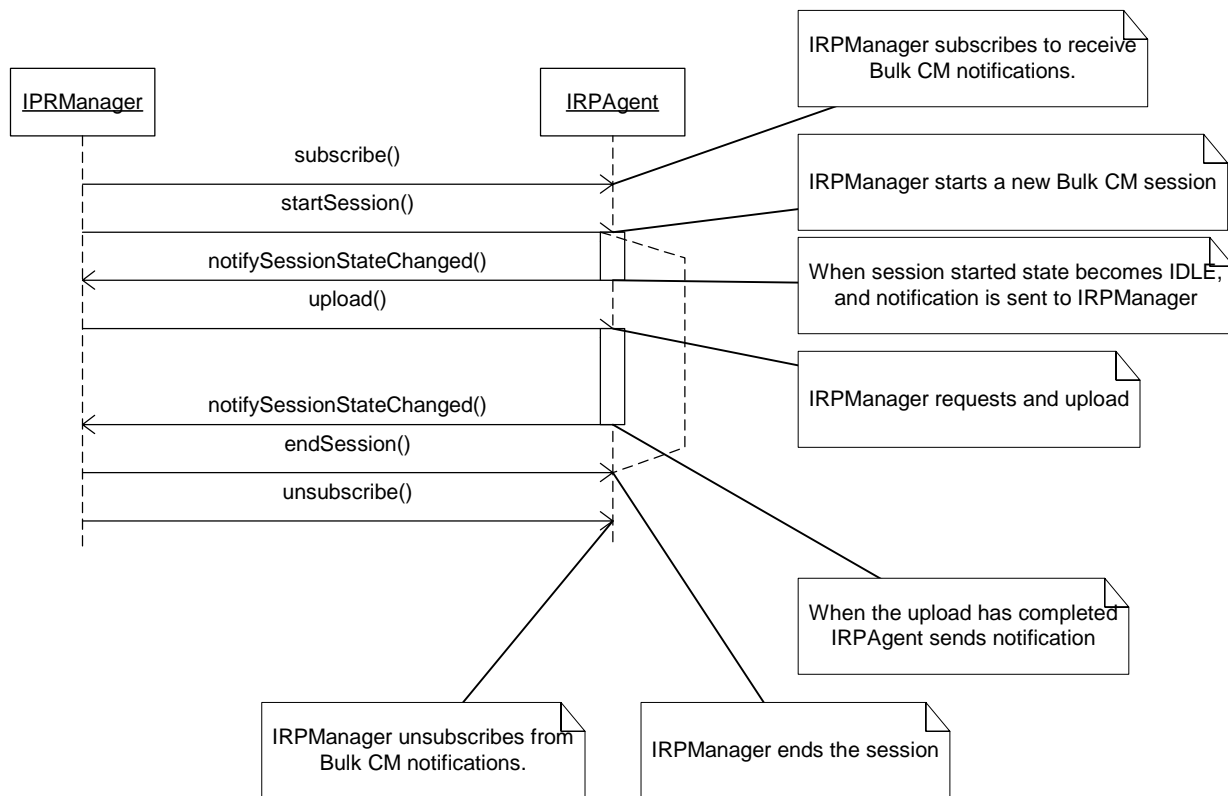 IRPManager subscribes to receive
Bulk CM notifications.
IPRManager
IRPAgent
subscribe()
IRPManager starts a new Bulk CM session
startSession()
notifySessionStateChanged()
When session started state becomes IDLE,
and notification is sent to IRPManager
upload()
IRPManager requests and upload
notifySessionStateChanged()
endSession()
unsubscribe()
When the upload has completed
IRPAgent sends notification
IRPManager unsubscribes from
Bulk CM notifications.
IRPManager ends the session